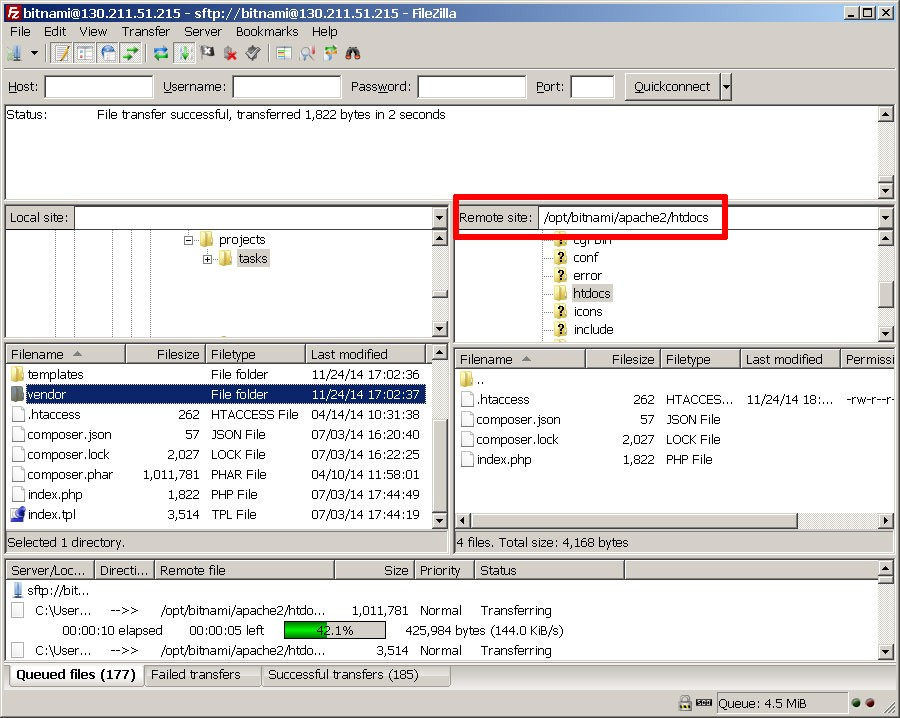 bitnami@130.211.51.215 - sftp://bitnami@130.211.51.215 - FileZilla
File Edit View Transfer Server Bookmarks Help
Host: Username: Password: Port: Quickconnect
Status: File transfer successful, transferred 1,822 bytes in 2 seconds
Local site:
projects
tasks
Remote site: /opt/bitnami/apache2/htdocs
cgi-bin
conf
error
htdocs
icons
include
Filename Filesize Filetype Last modified
templates File folder 11/24/14 17:02:36
vendor File folder 11/24/14 17:02:37
.htaccess 262 HTACCESS File 04/14/14 10:31:38
composer.json 57 JSON File 07/03/14 16:20:40
composer.lock 2,027 LOCK File 07/03/14 16:22:25
composer.phar 1,011,781 PHAR File 04/10/14 11:58:01
index.php 1,822 PHP File 07/03/14 17:44:49
index.tpl 3,514 TPL File 07/03/14 17:44:19
Selected 1 directory.
Filename Filesize Filetype Last modified Permissi
..
.htaccess 262 HTACCES... 11/24/14 18:... -rw-r--r-
composer.json 57 JSON File
composer.lock 2,027 LOCK File
index.php 1,822 PHP File
4 files. Total size: 4,168 bytes
Server/Loc... Directi... Remote file Size Priority Status
sftp://bit...
C:\User... -->> /opt/bitnami/apache2/htdo... 1,011,781 Normal Transferring
00:00:10 elapsed 00:00:05 left 42.1% 425,984 bytes (144.0 KiB/s)
C:\User... -->> /opt/bitnami/apache2/htdo... 3,514 Normal Transferring
Queued files (177) Failed transfers Successful transfers (185)
Queue: 4.5 MiB